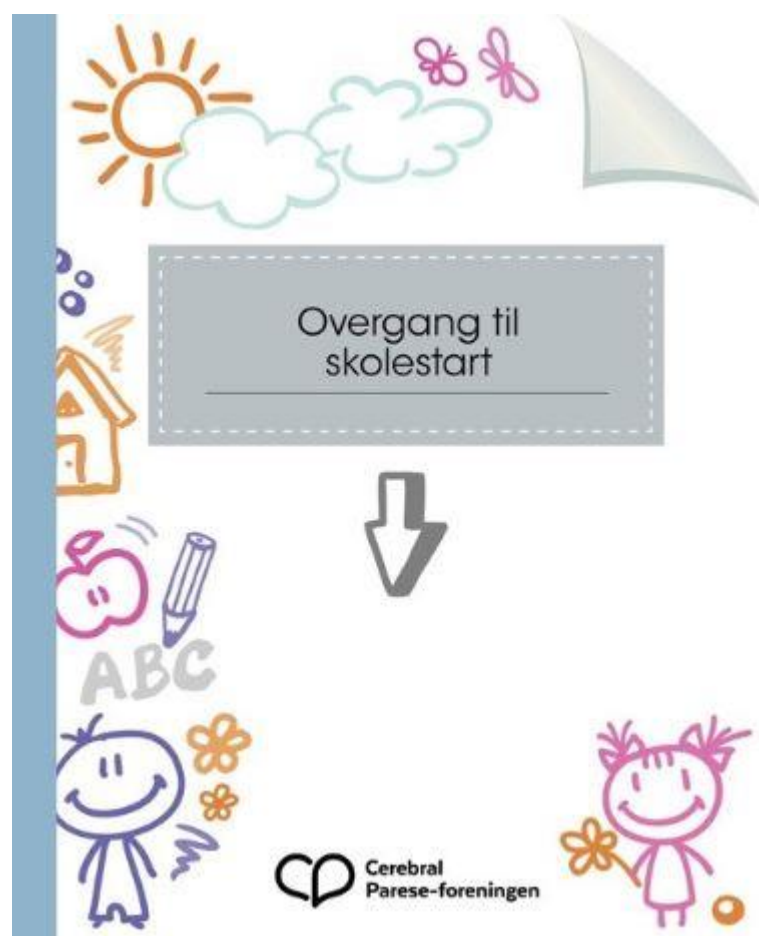 Overgang til
skolestart
ABC
Cerebral
Parese-foreningen